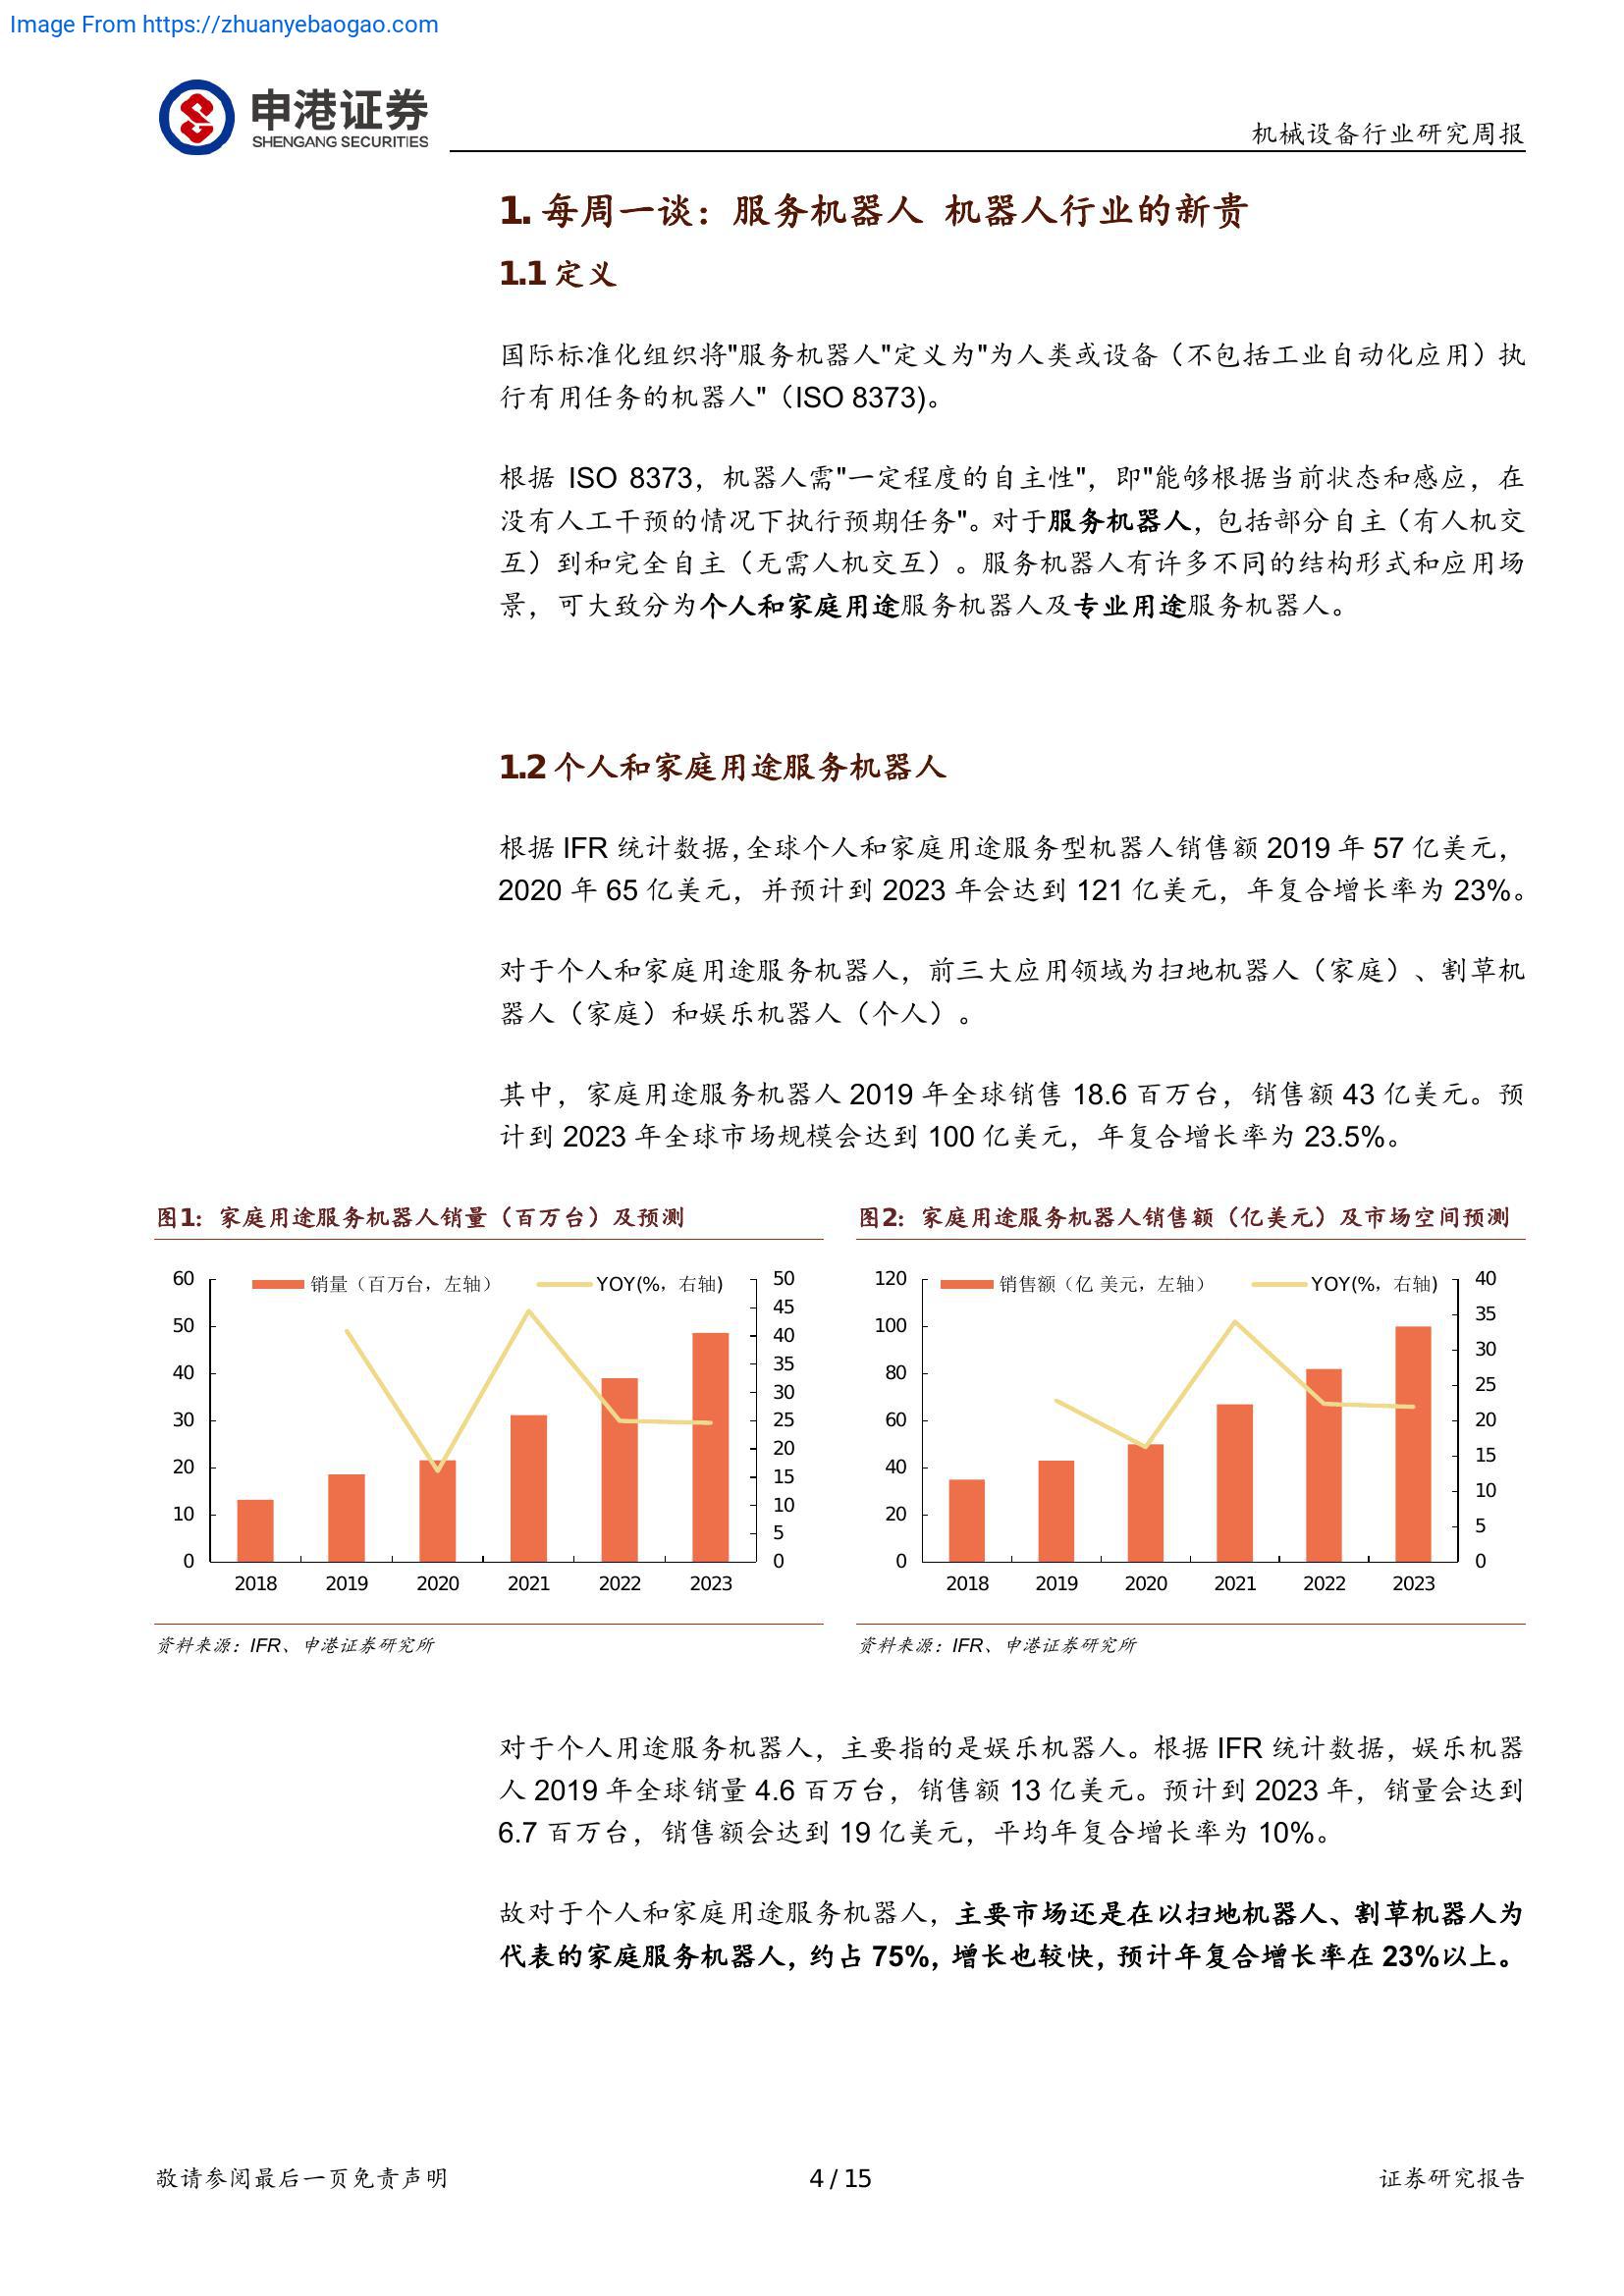 Image From https://zhuanyebaogao.com
申港证券
SHENGANG SECURITIES
机械设备行业研究周报
1. 每周一谈：服务机器人 机器人行业的新贵
1.1 定义
国际标准化组织将"服务机器人"定义为"为人类或设备（不包括工业自动化应用）执
行有用任务的机器人"（ISO 8373)。
根据 ISO 8373，机器人需"一定程度的自主性"，即"能够根据当前状态和感应，在
没有人工干预的情况下执行预期任务"。对于服务机器人，包括部分自主（有人机交
互）到和完全自主（无需人机交互）。服务机器人有许多不同的结构形式和应用场
景，可大致分为个人和家庭用途服务机器人及专业用途服务机器人。
1.2 个人和家庭用途服务机器人
根据 IFR 统计数据，全球个人和家庭用途服务型机器人销售额 2019 年 57 亿美元，
2020 年 65 亿美元，并预计到 2023 年会达到 121 亿美元，年复合增长率为 23%。
对于个人和家庭用途服务机器人，前三大应用领域为扫地机器人（家庭）、割草机
器人（家庭）和娱乐机器人（个人）。
其中，家庭用途服务机器人 2019 年全球销售 18.6 百万台，销售额 43 亿美元。预
计到 2023 年全球市场规模会达到 100 亿美元，年复合增长率为 23.5%。
图1：家庭用途服务机器人销量（百万台）及预测
销量（百万台，左轴） YOY(%，右轴)
60
50
40
30
20
10
0
50
45
40
35
30
25
20
15
10
5
0
2018 2019 2020 2021 2022 2023
资料来源：IFR、申港证券研究所
图2：家庭用途服务机器人销售额（亿美元）及市场空间预测
销售额（亿 美元，左轴） YOY(%，右轴)
120
100
80
60
40
20
0
40
35
30
25
20
15
10
5
0
2018 2019 2020 2021 2022 2023
资料来源：IFR、申港证券研究所
对于个人用途服务机器人，主要指的是娱乐机器人。根据 IFR 统计数据，娱乐机器
人 2019 年全球销量 4.6 百万台，销售额 13 亿美元。预计到 2023 年，销量会达到
6.7 百万台，销售额会达到 19 亿美元，平均年复合增长率为 10%。
故对于个人和家庭用途服务机器人，主要市场还是在以扫地机器人、割草机器人为
代表的家庭服务机器人，约占 75%，增长也较快，预计年复合增长率在 23%以上。
敬请参阅最后一页免责声明
4 / 15
证券研究报告